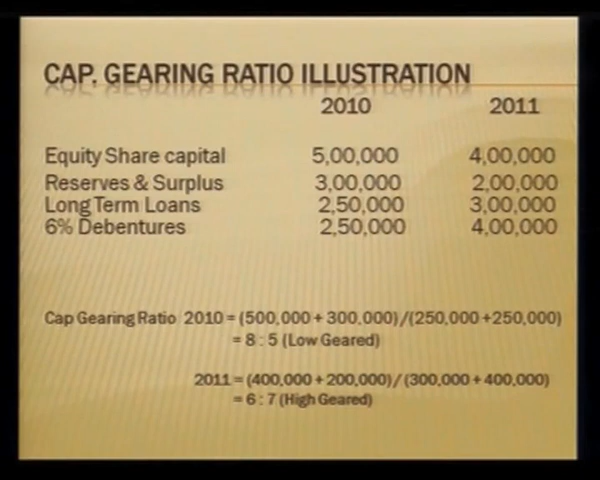 CAP. GEARING RATIO ILLUSTRATION
2010 2011
Equity Share capital 5,00,000 4,00,000
Reserves & Surplus 3,00,000 2,00,000
Long Term Loans 2,50,000 3,00,000
6% Debentures 2,50,000 4,00,000
Cap Gearing Ratio 2010 = (500,000 + 300,000)/(250,000 +250,000)
= 8 : 5 (Low Geared)
2011 = (400,000 + 200,000)/ (300,000 + 400,000)
= 6 : 7 (High Geared)